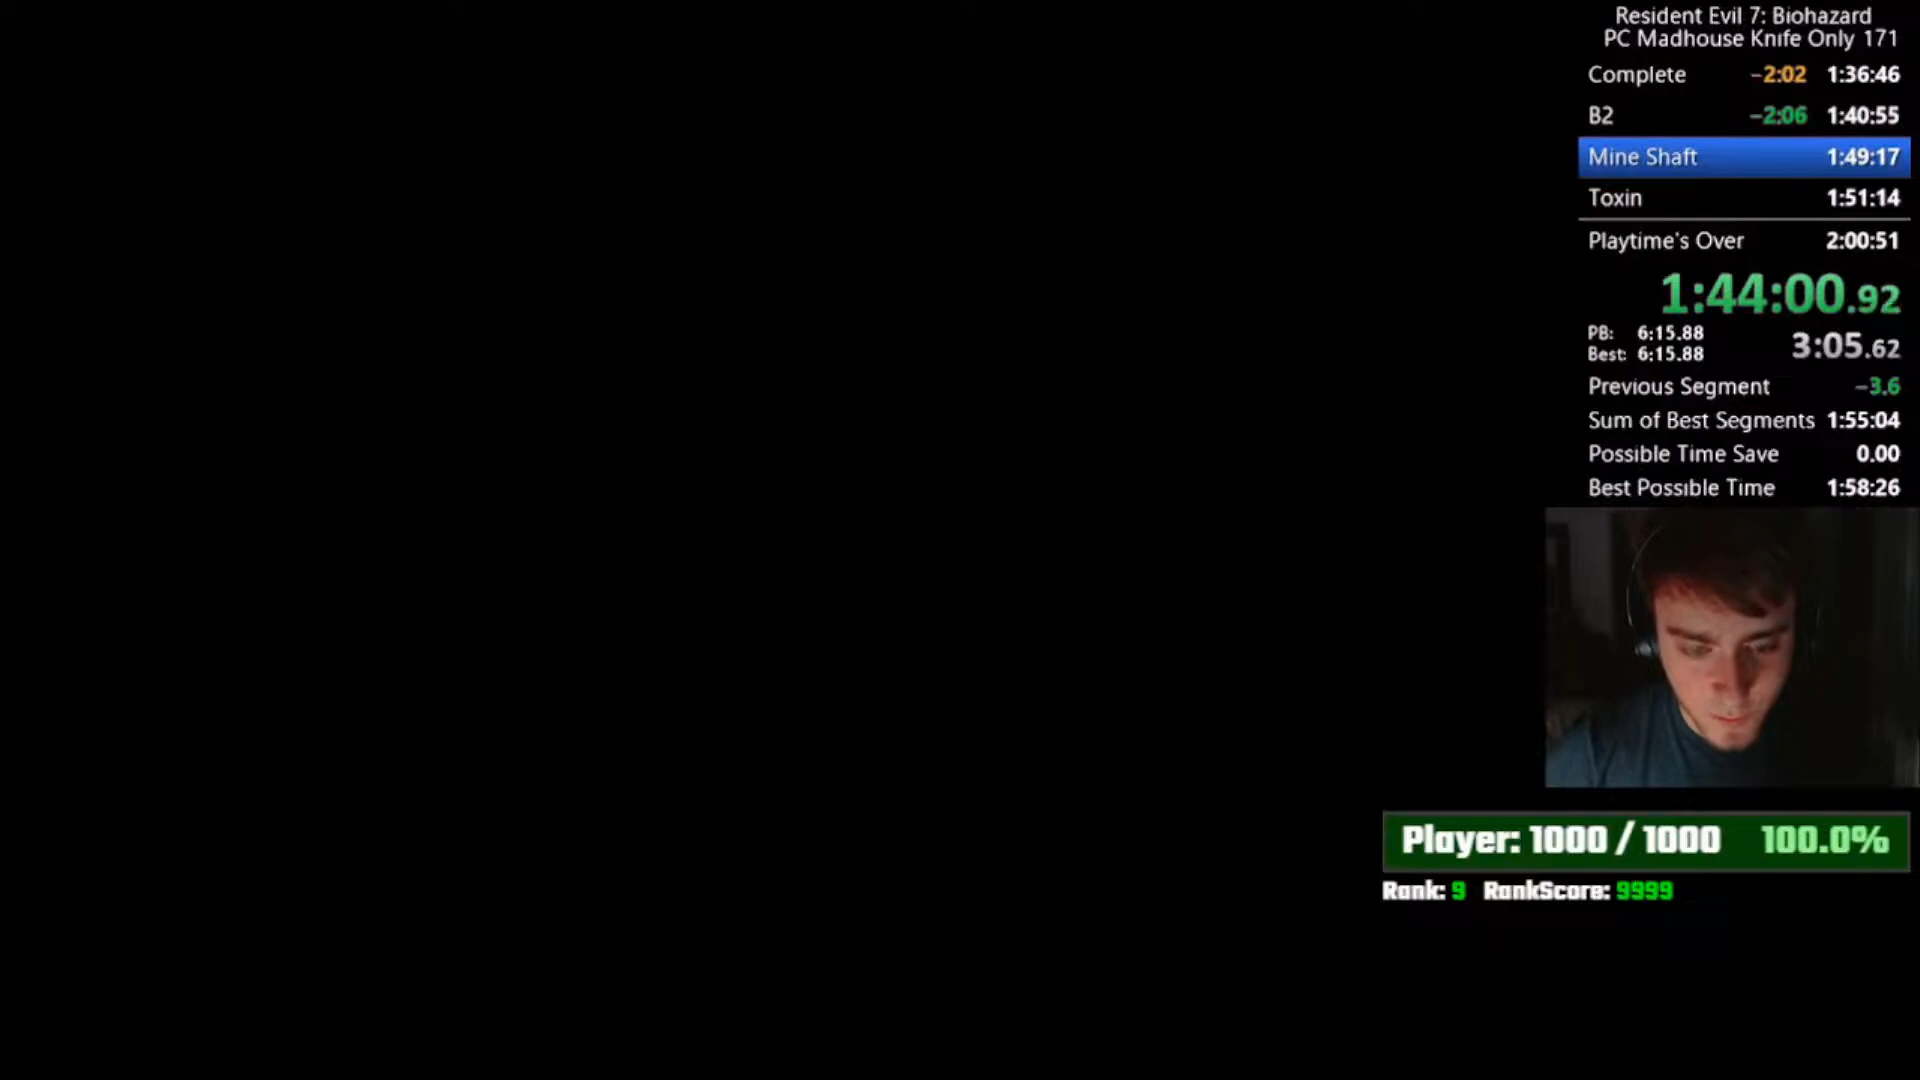 Resident Evil 7: Biohazard
PC Madhouse Knife Only 171
Complete -2:02 1:36:46
B2 -2:06 1:40:55
Mine Shaft 1:49:17
Toxin 1:51:14
Playtime's Over 2:00:51
1:44:00.92
PB: 6:15.88
Best: 6:15.88 3:05.62
Previous Segment -3.6
Sum of Best Segments 1:55:04
Possible Time Save 0.00
Best Possible Time 1:58:26
Player: 1000 / 1000 100.0%
Rank: 9 RankScore: 9999